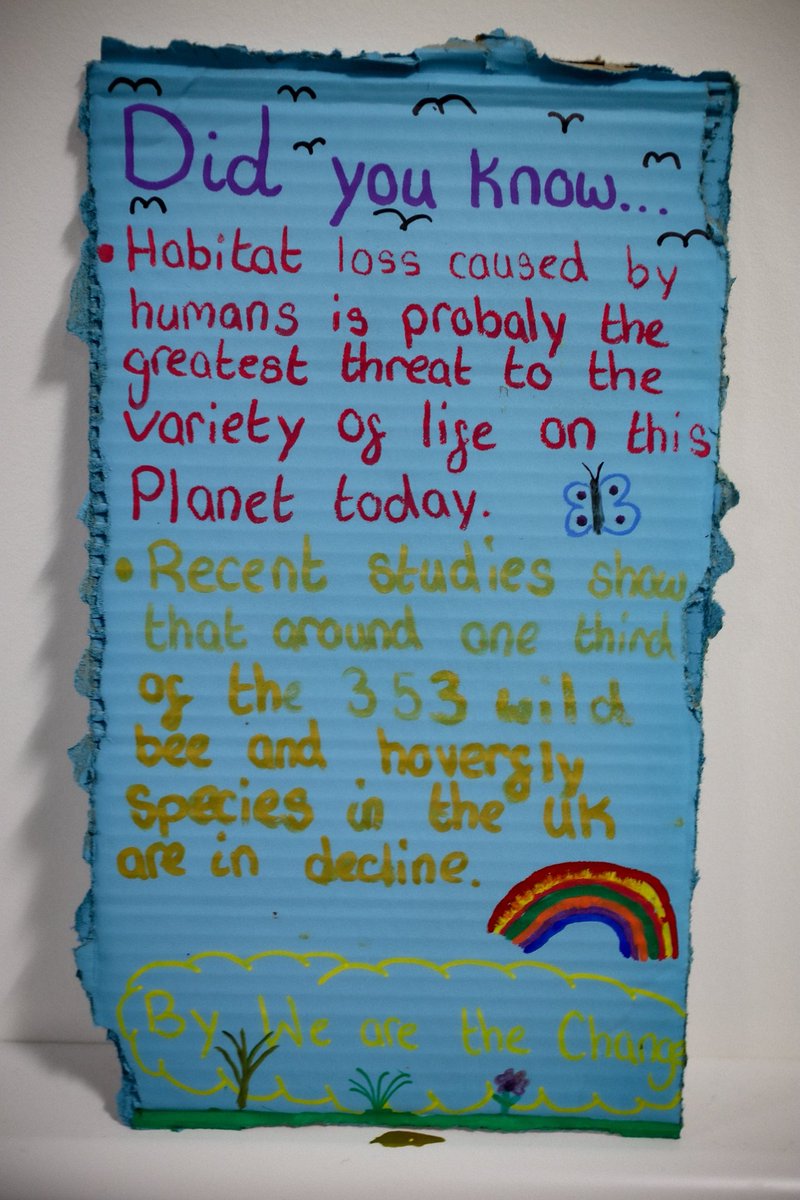 Did you know...
• Habitat loss caused by
humans is probaly the
greatest threat to the
variety of life on this
Planet today.
• Recent studies show
that around one third
of the 353 wild
bee and hoverfly
species in the UK
are in decline.
By We are the Change